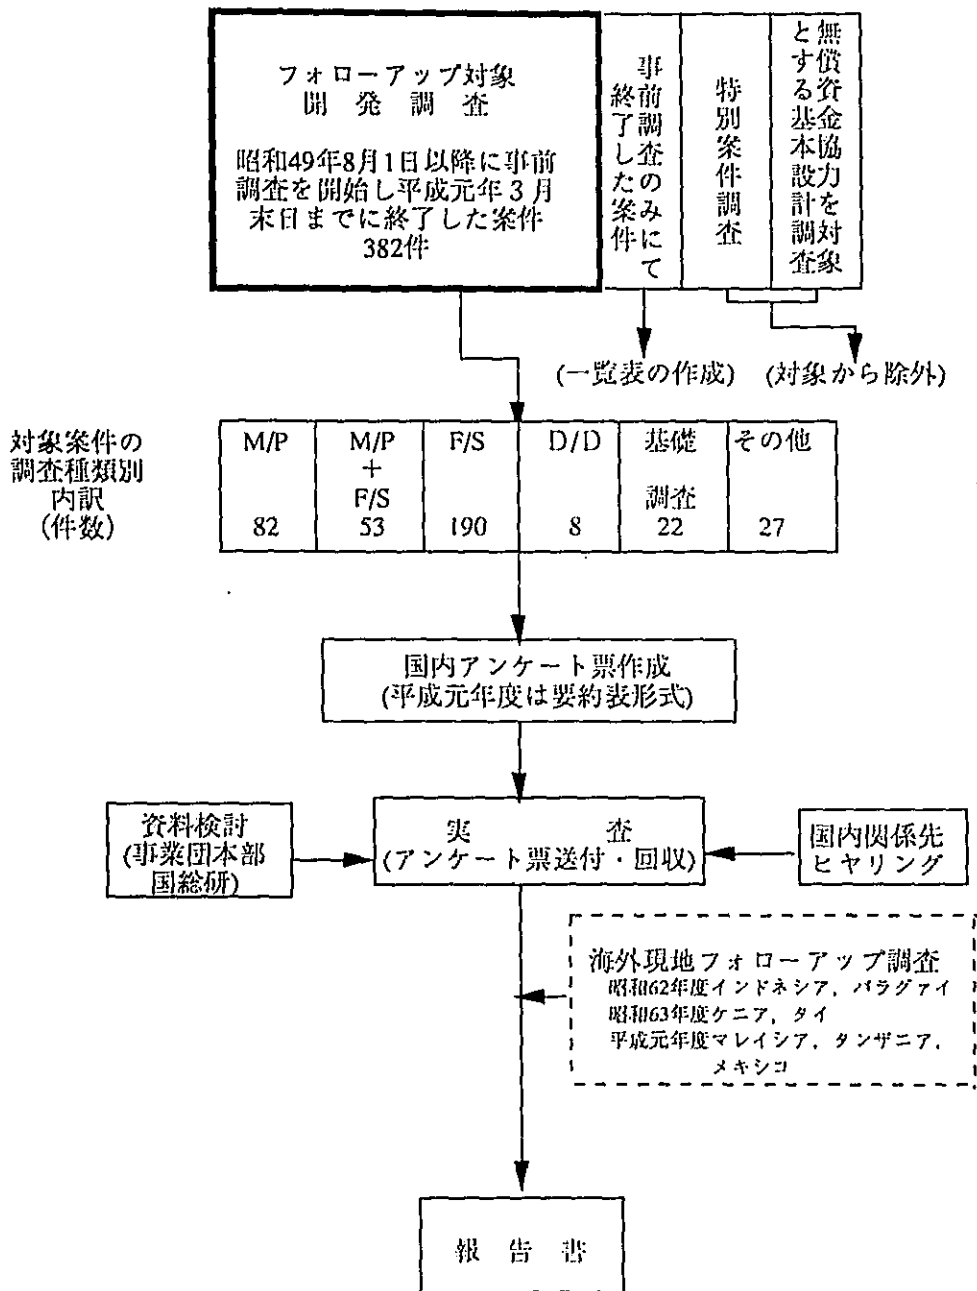 フォローアップ対象
開発調査
昭和49年8月1日以降に事前
調査を開始し平成元年3月
末日までに終了した案件
382件
事前調査のみにて
終了した案件
特別案件調査
無償資金協力を対象
とする基本設計調査
(一覧表の作成)
(対象から除外)
対象案件の
調査種類別
内訳
(件数)
M/P
82
M/P
+
F/S
53
F/S
190
D/D
8
基礎
調査
22
その他
27
国内アンケート票作成
(平成元年度は要約表形式)
資料検討
(事業団本部
国総研)
実査
(アンケート票送付・回収)
国内関係先
ヒヤリング
海外現地フォローアップ調査
昭和62年度インドネシア，パラグァイ
昭和63年度ケニア，タイ
平成元年度マレイシア，タンザニア，
メキシコ
報告書